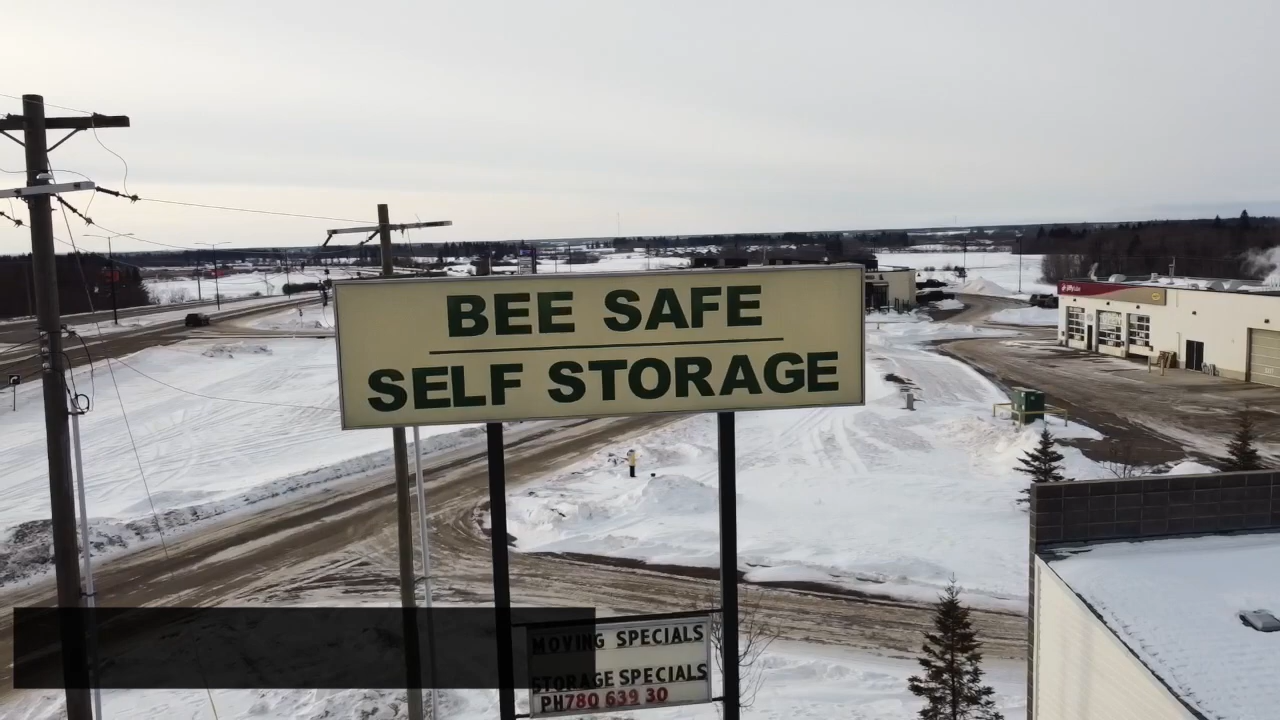 BEE SAFE
SELF STORAGE
MOVING SPECIALS
STORAGE SPECIALS
PH780 639 30